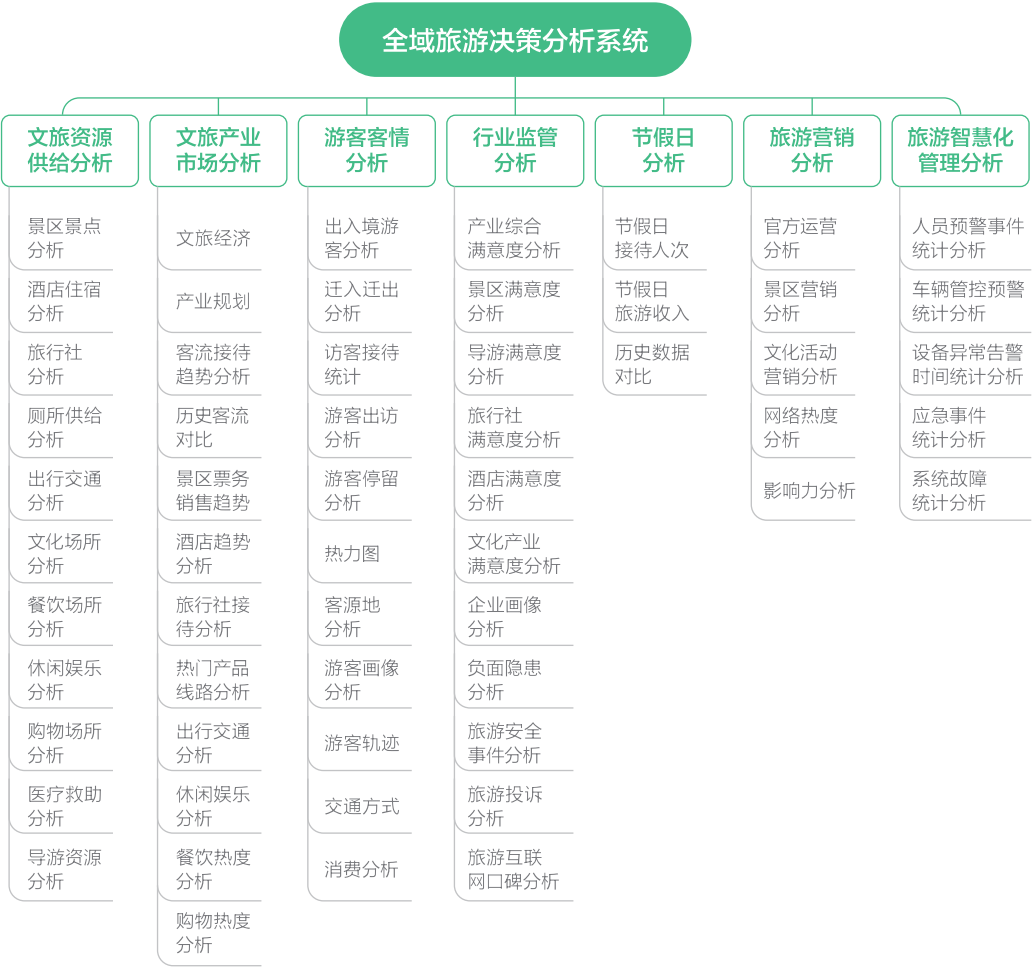 全域旅游决策分析系统
文旅资源
供给分析
景区景点
分析
酒店住宿
分析
旅行社
分析
厕所供给
分析
出行交通
分析
文化场所
分析
餐饮场所
分析
休闲娱乐
分析
购物场所
分析
医疗救助
分析
导游资源
分析
文旅产业
市场分析
文旅经济
产业规划
客流接待
趋势分析
历史客流
对比
景区票务
销售趋势
酒店趋势
分析
旅行社接
待分析
热门产品
线路分析
出行交通
分析
休闲娱乐
分析
餐饮热度
分析
购物热度
分析
游客客情
分析
出入境游
客分析
迁入迁出
分析
访客接待
统计
游客出访
分析
游客停留
分析
热力图
客源地
分析
游客画像
分析
游客轨迹
交通方式
消费分析
行业监管
分析
产业综合
满意度分析
景区满意度
分析
导游满意度
分析
旅行社
满意度分析
酒店满意度
分析
文化产业
满意度分析
企业画像
分析
负面隐患
分析
旅游安全
事件分析
旅游投诉
分析
旅游互联
网口碑分析
节假日
分析
节假日
接待人次
节假日
旅游收入
历史数据
对比
旅游营销
分析
官方运营
分析
景区营销
分析
文化活动
营销分析
网络热度
分析
影响力分析
旅游智慧化
管理分析
人员预警事件
统计分析
车辆管控预警
统计分析
设备异常告警
时间统计分析
应急事件
统计分析
系统故障
统计分析